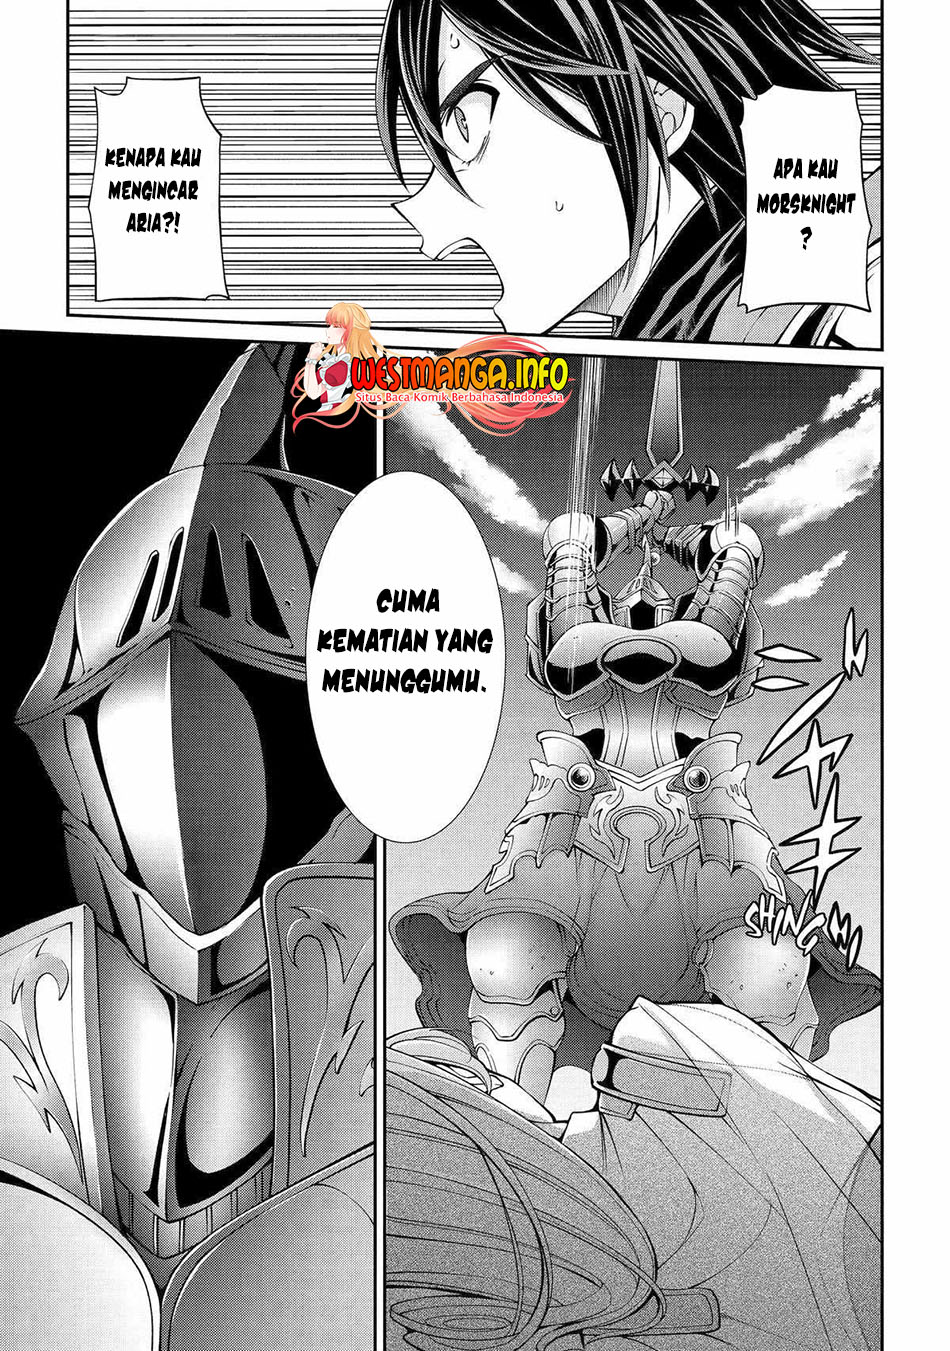 APA KAU
MORSKNIGHT
?
KENAPA KAU
MENGINCAR
ARIA?!
WESTMANGA.INFO
Situs Baca Komik Berbahasa Indonesia
CUMA
KEMATIAN YANG
MENUNGGUMU.
SHING